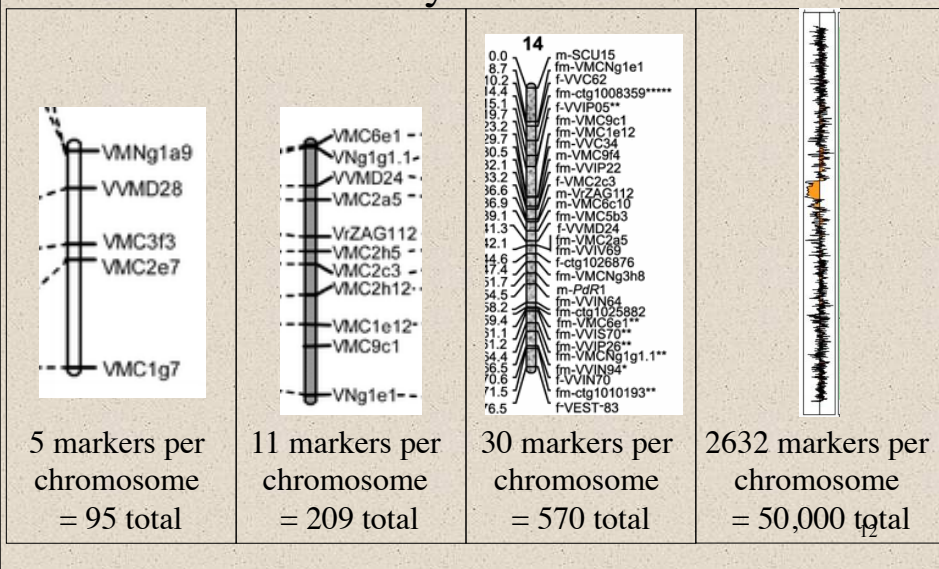 VMNg1a9
VVMD28
VMC3f3
VMC2e7
VMC1g7
5 markers per
chromosome
= 95 total
VMC6e1
VNg1g1.1
VVMD24
VMC2a5
VrZAG112
VMC2h5
VMC2c3
VMC2h12
VMC1e12
VMC9c1
VNg1e1
11 markers per
chromosome
= 209 total
14
0.0 m-SCU15
8.7 fm-VMCNg1e1
f-VVC62
fm-ctg1008359*****
f-VVIP05**
fm-VMC9c1
fm-VMC1e12
fm-VVC34
m-VMC9f4
fm-VVIP22
f-VMC2c3
m-VrZAG112
m-VMC6c10
fm-VMC5b3
f-VVMD24
fm-VMC2a5
fm-VVIV69
f-ctg1026876
fm-VMCNg3h8
m-PdR1
fm-VVIN64
fm-ctg1025882
fm-VMC6e1**
fm-VVIS70**
fm-VVIP26**
fm-VMCNg1g1.1**
fm-VVIN94*
f-VVIN70
fm-ctg1010193**
f-VEST-83
30 markers per
chromosome
= 570 total
2632 markers per
chromosome
= 50,000 total
12